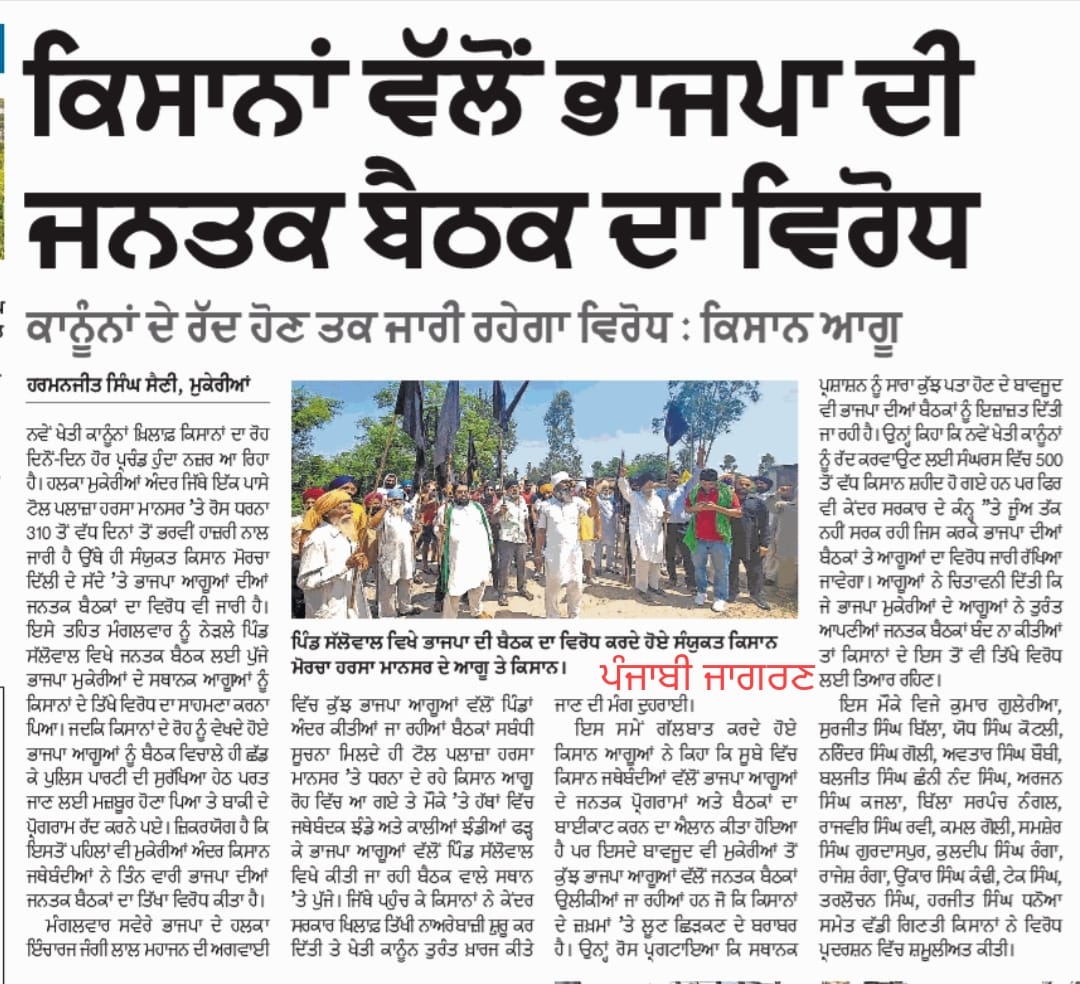 ਕਿਸਾਨਾਂ ਵੱਲੋਂ ਭਾਜਪਾ ਦੀ
ਜਨਤਕ ਬੈਠਕ ਦਾ ਵਿਰੋਧ
ਕਾਨੂੰਨਾਂ ਦੇ ਰੱਦ ਹੋਣ ਤਕ ਜਾਰੀ ਰਹੇਗਾ ਵਿਰੋਧ : ਕਿਸਾਨ ਆਗੂ
ਹਰਮਨਜੀਤ ਸਿੰਘ ਸੈਣੀ, ਮੁਕੇਰੀਆਂ
ਨਵੇਂ ਖੇਤੀ ਕਾਨੂੰਨਾਂ ਖ਼ਿਲਾਫ਼ ਕਿਸਾਨਾਂ ਦਾ ਰੋਹ
ਦਿਨੋਂ-ਦਿਨ ਹੋਰ ਪ੍ਰਚੰਡ ਹੁੰਦਾ ਨਜ਼ਰ ਆ ਰਿਹਾ
ਹੈ। ਹਲਕਾ ਮੁਕੇਰੀਆਂ ਅੰਦਰ ਜਿੱਥੇ ਇੱਕ ਪਾਸੇ
ਟੋਲ ਪਲਾਜ਼ਾ ਹਰਸਾ ਮਾਨਸਰ 'ਤੇ ਰੋਸ ਧਰਨਾ
310 ਤੋਂ ਵੱਧ ਦਿਨਾਂ ਤੋਂ ਭਰਵੀ ਹਾਜ਼ਰੀ ਨਾਲ
ਜਾਰੀ ਹੈ ਉੱਥੇ ਹੀ ਸੰਯੁਕਤ ਕਿਸਾਨ ਮੋਰਚਾ
ਦਿੱਲੀ ਦੇ ਸੱਦੇ 'ਤੇ ਭਾਜਪਾ ਆਗੂਆਂ ਦੀਆਂ
ਜਨਤਕ ਬੈਠਕਾਂ ਦਾ ਵਿਰੋਧ ਵੀ ਜਾਰੀ ਹੈ।
ਇਸੇ ਤਹਿਤ ਮੰਗਲਵਾਰ ਨੂੰ ਨੇੜਲੇ ਪਿੰਡ
ਸੱਲੋਵਾਲ ਵਿਖੇ ਜਨਤਕ ਬੈਠਕ ਲਈ ਪੁੱਜੇ
ਭਾਜਪਾ ਮੁਕੇਰੀਆਂ ਦੇ ਸਥਾਨਕ ਆਗੂਆਂ ਨੂੰ
ਕਿਸਾਨਾਂ ਦੇ ਤਿੱਖੇ ਵਿਰੋਧ ਦਾ ਸਾਹਮਣਾ ਕਰਨਾ
ਪਿਆ। ਜਦਕਿ ਕਿਸਾਨਾਂ ਦੇ ਰੋਹ ਨੂੰ ਵੇਖਦੇ ਹੋਏ
ਭਾਜਪਾ ਆਗੂਆਂ ਨੂੰ ਬੈਠਕ ਵਿਚਾਲੇ ਹੀ ਛੱਡ
ਕੇ ਪੁਲਿਸ ਪਾਰਟੀ ਦੀ ਸੁਰੱਖਿਆ ਹੇਠ ਪਰਤ
ਜਾਣ ਲਈ ਮਜ਼ਬੂਰ ਹੋਣਾ ਪਿਆ ਤੇ ਬਾਕੀ ਦੇ
ਪ੍ਰੋਗਰਾਮ ਰੱਦ ਕਰਨੇ ਪਏ। ਜ਼ਿਕਰਯੋਗ ਹੈ ਕਿ
ਇਸਤੋਂ ਪਹਿਲਾਂ ਵੀ ਮੁਕੇਰੀਆਂ ਅੰਦਰ ਕਿਸਾਨ
ਜਥੇਬੰਦੀਆਂ ਨੇ ਤਿੰਨ ਵਾਰੀ ਭਾਜਪਾ ਦੀਆਂ
ਜਨਤਕ ਬੈਠਕਾਂ ਦਾ ਤਿੱਖਾ ਵਿਰੋਧ ਕੀਤਾ ਹੈ।
ਮੰਗਲਵਾਰ ਸਵੇਰੇ ਭਾਜਪਾ ਦੇ ਹਲਕਾ
ਇੰਚਾਰਜ ਜੰਗੀ ਲਾਲ ਮਹਾਜਨ ਦੀ ਅਗਵਾਈ
ਪਿੰਡ ਸੱਲੋਵਾਲ ਵਿਖੇ ਭਾਜਪਾ ਦੀ ਬੈਠਕ ਦਾ ਵਿਰੋਧ ਕਰਦੇ ਹੋਏ ਸੰਯੁਕਤ ਕਿਸਾਨ
ਮੋਰਚਾ ਹਰਸਾ ਮਾਨਸਰ ਦੇ ਆਗੂ ਤੇ ਕਿਸਾਨ।
ਪੰਜਾਬੀ ਜਾਗਰਣ
ਵਿੱਚ ਕੁੱਝ ਭਾਜਪਾ ਆਗੂਆਂ ਵੱਲੋਂ ਪਿੰਡਾਂ
ਅੰਦਰ ਕੀਤੀਆਂ ਜਾ ਰਹੀਆਂ ਬੈਠਕਾਂ ਸਬੰਧੀ
ਸੂਚਨਾ ਮਿਲਦੇ ਹੀ ਟੋਲ ਪਲਾਜ਼ਾ ਹਰਸਾ
ਮਾਨਸਰ 'ਤੇ ਧਰਨਾ ਦੇ ਰਹੇ ਕਿਸਾਨ ਆਗੂ
ਰੋਹ ਵਿੱਚ ਆ ਗਏ ਤੇ ਮੌਕੇ 'ਤੇ ਹੱਥਾਂ ਵਿੱਚ
ਜਥੇਬੰਦਕ ਝੰਡੇ ਅਤੇ ਕਾਲੀਆਂ ਝੰਡੀਆਂ ਫੜ੍ਹ
ਕੇ ਭਾਜਪਾ ਆਗੂਆਂ ਵੱਲੋਂ ਪਿੰਡ ਸੱਲੋਵਾਲ
ਵਿਖੇ ਕੀਤੀ ਜਾ ਰਹੀ ਬੈਠਕ ਵਾਲੇ ਸਥਾਨ
'ਤੇ ਪੁੱਜੇ। ਜਿੱਥੇ ਪਹੁੰਚ ਕੇ ਕਿਸਾਨਾਂ ਨੇ ਕੇਂਦਰ
ਸਰਕਾਰ ਖ਼ਿਲਾਫ਼ ਤਿੱਖੀ ਨਾਅਰੇਬਾਜ਼ੀ ਸ਼ੁਰੂ ਕਰ
ਦਿੱਤੀ ਤੇ ਖੇਤੀ ਕਾਨੂੰਨ ਤੁਰੰਤ ਖ਼ਾਰਜ ਕੀਤੇ
ਜਾਣ ਦੀ ਮੰਗ ਦੁਹਰਾਈ।
ਇਸ ਸਮੇਂ ਗੱਲਬਾਤ ਕਰਦੇ ਹੋਏ
ਕਿਸਾਨ ਆਗੂਆਂ ਨੇ ਕਿਹਾ ਕਿ ਸੂਬੇ ਵਿੱਚ
ਕਿਸਾਨ ਜਥੇਬੰਦੀਆਂ ਵੱਲੋਂ ਭਾਜਪਾ ਆਗੂਆਂ
ਦੇ ਜਨਤਕ ਪ੍ਰੋਗਰਾਮਾਂ ਅਤੇ ਬੈਠਕਾਂ ਦਾ
ਬਾਈਕਾਟ ਕਰਨ ਦਾ ਐਲਾਨ ਕੀਤਾ ਹੋਇਆ
ਹੈ ਪਰ ਇਸਦੇ ਬਾਵਜੂਦ ਵੀ ਮੁਕੇਰੀਆਂ ਤੋਂ
ਕੁੱਝ ਭਾਜਪਾ ਆਗੂਆਂ ਵੱਲੋਂ ਜਨਤਕ ਬੈਠਕਾਂ
ਉਲੀਕੀਆਂ ਜਾ ਰਹੀਆਂ ਹਨ ਜੋ ਕਿ ਕਿਸਾਨਾਂ
ਦੇ ਜ਼ਖ਼ਮਾਂ 'ਤੇ ਲੂਣ ਛਿੜਕਣ ਦੇ ਬਰਾਬਰ
ਹੈ। ਉਨ੍ਹਾਂ ਰੋਸ ਪ੍ਰਗਟਾਇਆ ਕਿ ਸਥਾਨਕ
ਪ੍ਰਸ਼ਾਸ਼ਨ ਨੂੰ ਸਾਰਾ ਕੁੱਝ ਪਤਾ ਹੋਣ ਦੇ ਬਾਵਜੂਦ
ਵੀ ਭਾਜਪਾ ਦੀਆਂ ਬੈਠਕਾਂ ਨੂੰ ਇਜ਼ਾਜ਼ਤ ਦਿੱਤੀ
ਜਾ ਰਹੀ ਹੈ। ਉਨ੍ਹਾਂ ਕਿਹਾ ਕਿ ਨਵੇਂ ਖੇਤੀ ਕਾਨੂੰਨਾਂ
ਨੂੰ ਰੱਦ ਕਰਵਾਉਣ ਲਈ ਸੰਘਰਸ ਵਿੱਚ 500
ਤੋਂ ਵੱਧ ਕਿਸਾਨ ਸ਼ਹੀਦ ਹੋ ਗਏ ਹਨ ਪਰ ਫਿਰ
ਵੀ ਕੇਂਦਰ ਸਰਕਾਰ ਦੇ ਕੰਨ੍ਹ ''ਤੇ ਜੂੰਅ ਤੱਕ
ਨਹੀਂ ਸਰਕ ਰਹੀ ਜਿਸ ਕਰਕੇ ਭਾਜਪਾ ਦੀਆਂ
ਬੈਠਕਾਂ ਤੇ ਆਗੂਆਂ ਦਾ ਵਿਰੋਧ ਜਾਰੀ ਰੱਖਿਆ
ਜਾਵੇਗਾ। ਆਗੂਆਂ ਨੇ ਚਿਤਾਵਨੀ ਦਿੱਤੀ ਕਿ
ਜੇ ਭਾਜਪਾ ਮੁਕੇਰੀਆਂ ਦੇ ਆਗੂਆਂ ਨੇ ਤੁਰੰਤ
ਆਪਣੀਆਂ ਜਨਤਕ ਬੈਠਕਾਂ ਬੰਦ ਨਾ ਕੀਤੀਆਂ
ਤਾਂ ਕਿਸਾਨਾਂ ਦੇ ਇਸ ਤੋਂ ਵੀ ਤਿੱਖੇ ਵਿਰੋਧ
ਲਈ ਤਿਆਰ ਰਹਿਣ।
ਇਸ ਮੌਕੇ ਵਿਜੇ ਕੁਮਾਰ ਗੁਲੇਰੀਆ,
ਸੁਰਜੀਤ ਸਿੰਘ ਬਿੱਲਾ, ਯੋਧ ਸਿੰਘ ਕੋਟਲੀ,
ਨਰਿੰਦਰ ਸਿੰਘ ਗੋਲੀ, ਅਵਤਾਰ ਸਿੰਘ ਬੌਬੀ,
ਬਲਜੀਤ ਸਿੰਘ ਛੰਨੀ ਨੰਦ ਸਿੰਘ, ਅਰਜਨ
ਸਿੰਘ ਕਜਲਾ, ਬਿੱਲਾ ਸਰਪੰਚ ਨੰਗਲ,
ਰਾਜਵੀਰ ਸਿੰਘ ਰਵੀ, ਕਮਲ ਗੋਲੀ, ਸਮਸ਼ੇਰ
ਸਿੰਘ ਗੁਰਦਾਸਪੁਰ, ਕੁਲਦੀਪ ਸਿੰਘ ਰੰਗਾ,
ਰਾਜੇਸ਼ ਰੰਗਾ, ਉਂਕਾਰ ਸਿੰਘ ਕੰਢੀ, ਟੇਕ ਸਿੰਘ,
ਤਰਲੋਚਨ ਸਿੰਘ, ਹਰਜੀਤ ਸਿੰਘ ਧਨੋਆ
ਸਮੇਤ ਵੱਡੀ ਗਿਣਤੀ ਕਿਸਾਨਾਂ ਨੇ ਵਿਰੋਧ
ਪ੍ਰਦਰਸ਼ਨ ਵਿੱਚ ਸ਼ਮੂਲੀਅਤ ਕੀਤੀ।